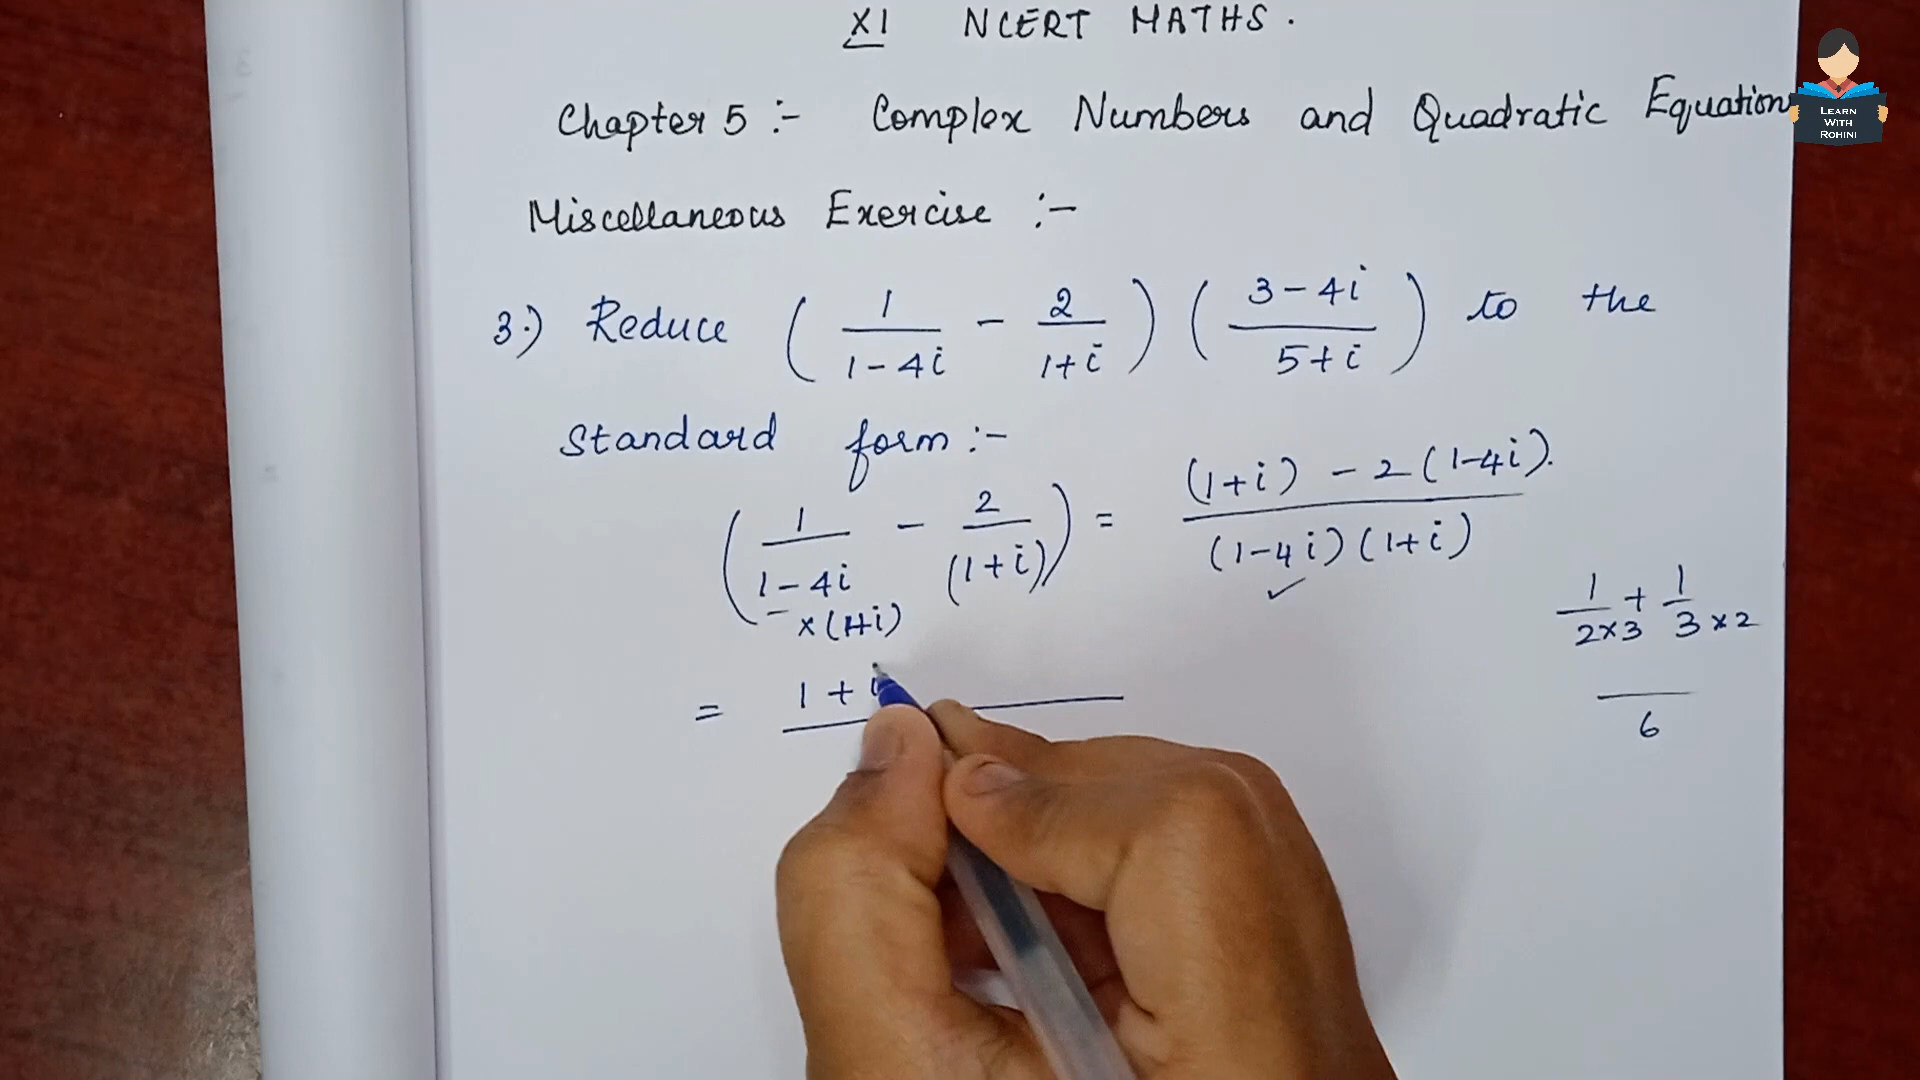 XI NCERT MATHS.
Chapter 5 :- Complex Numbers and Quadratic Equations
LEARN WITH ROHINI
Miscellaneous Exercise :-
3.) Reduce (1/(1-4i) - 2/(1+i)) ((3-4i)/(5+i)) to the
Standard form :-
(1/(1-4i) - 2/(1+i)) = ((1+i) - 2(1-4i).)/((1-4i)(1+i)) ✓
×(1+i)
1/2×3 + 1/3×2
= 1 + i
6